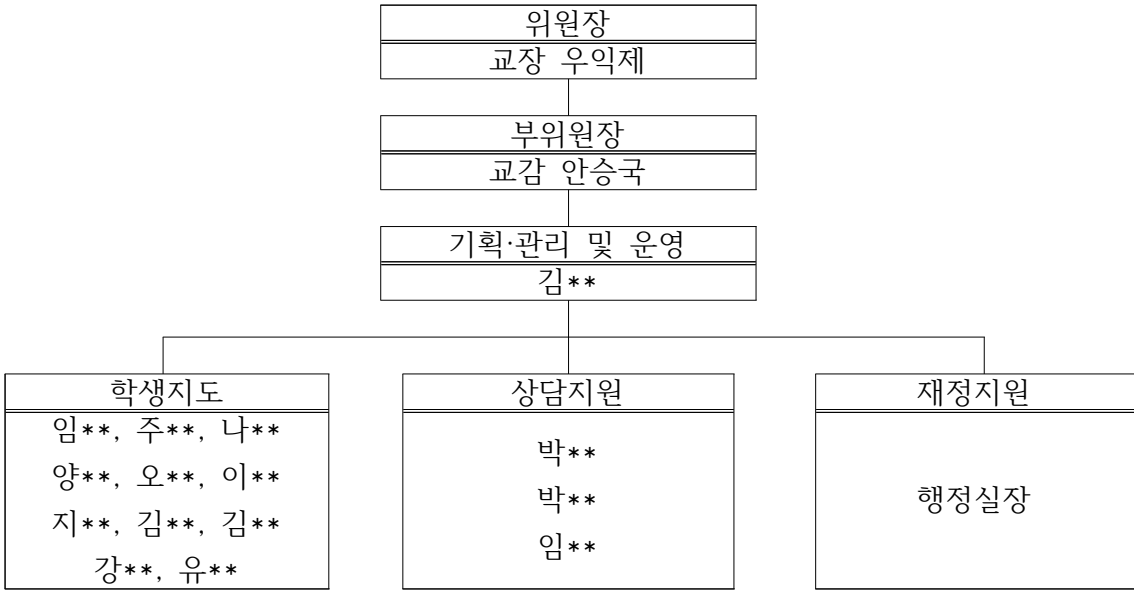 위원장
교장 우익제
부위원장
교감 안승국
기획·관리 및 운영
김**
학생지도
임**, 주**, 나**
양**, 오**, 이**
지**, 김**, 김**
강**, 유**
상담지원
박**
박**
임**
재정지원
행정실장